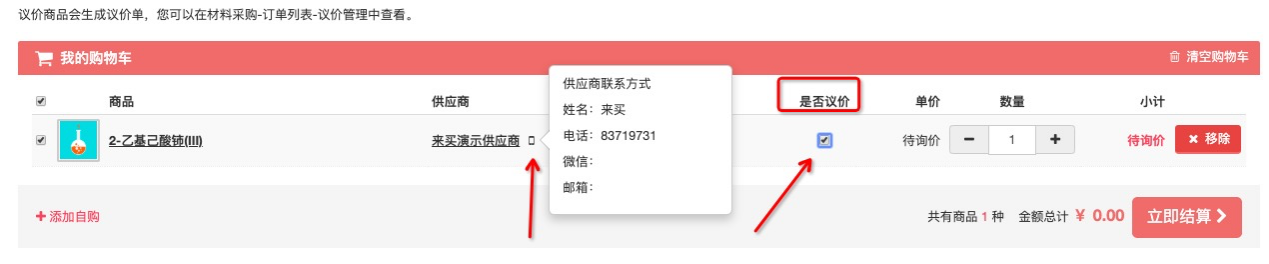 议价商品会生成议价单，您可以在材料采购-订单列表-议价管理中查看。
我的购物车 清空购物车
商品 供应商 是否议价 单价 数量 小计
2-乙基己酸铈(III) 来买演示供应商 待询价 － 1 + 待询价 × 移除
供应商联系方式
姓名：来买
电话：83719731
微信：
邮箱：
+ 添加自购 共有商品 1 种 金额总计 ¥ 0.00 立即结算